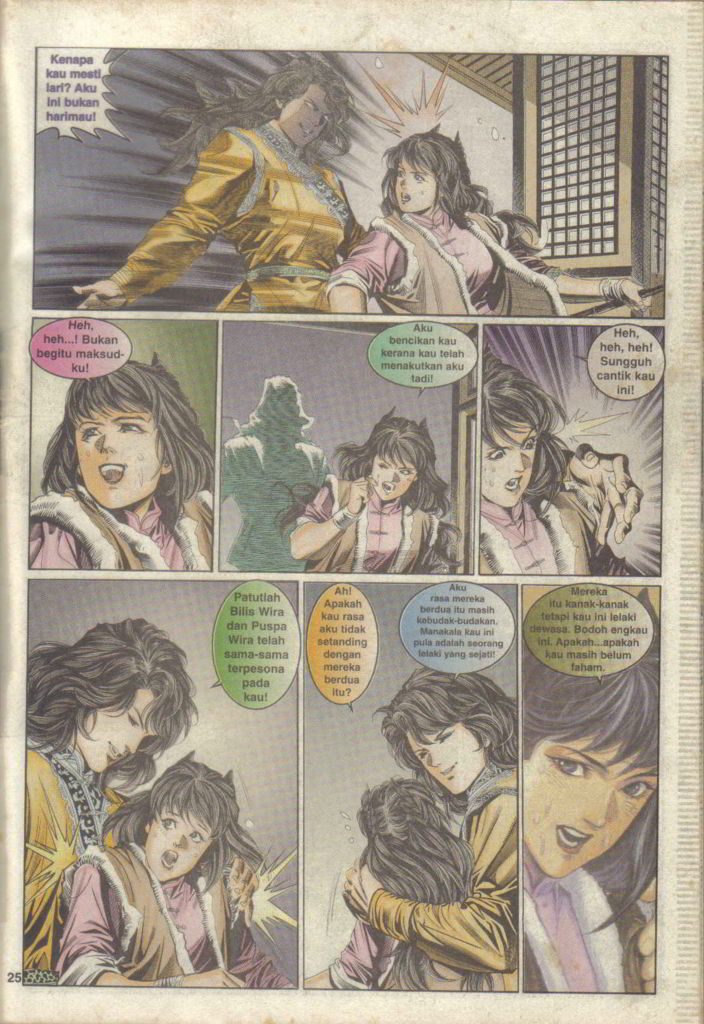 Kenapa
kau mesti
lari? Aku
ini bukan
harimau!
Heh,
heh...! Bukan
begitu maksud-
ku!
Aku
bencikan kau
kerana kau telah
menakutkan aku
tadi!
Heh,
heh, heh!
Sungguh
cantik kau
ini!
Patutlah
Bilis Wira
dan Puspa
Wira telah
sama-sama
terpesona
pada
kau!
Ah!
Apakah
kau rasa
aku tidak
setanding
dengan
mereka
berdua
itu?
Aku
rasa mereka
berdua itu masih
kebudak-budakan.
Manakala kau ini
pula adalah seorang
lelaki yang sejati!
Mereka
itu kanak-kanak
tetapi kau ini lelaki
dewasa. Bodoh engkau
ini. Apakah...apakah
kau masih belum
faham.
25